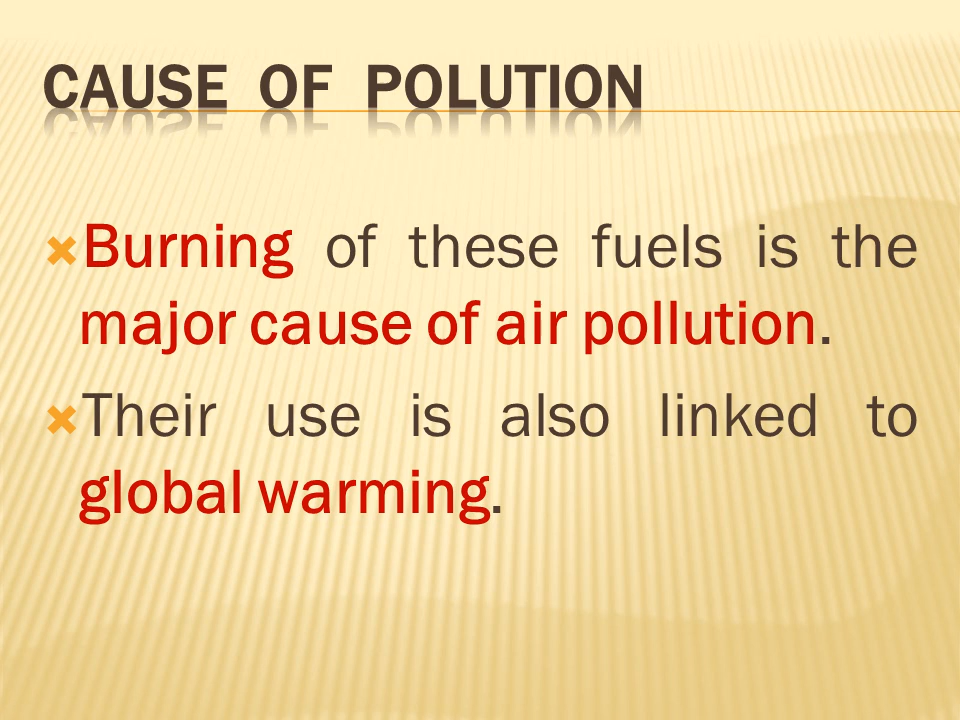 CAUSE OF POLUTION
Burning of these fuels is the
major cause of air pollution.
Their use is also linked to
global warming.